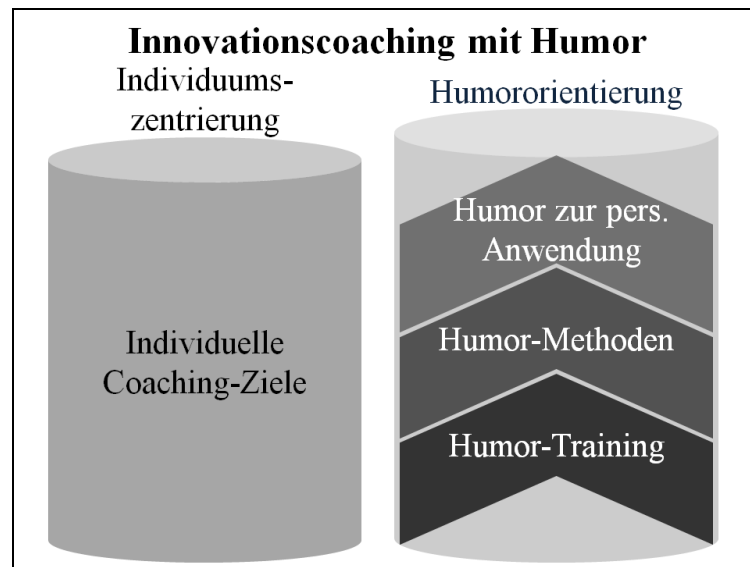 Innovationscoaching mit Humor
Individuums-
zentrierung
Humororientierung
Individuelle
Coaching-Ziele
Humor zur pers.
Anwendung
Humor-Methoden
Humor-Training